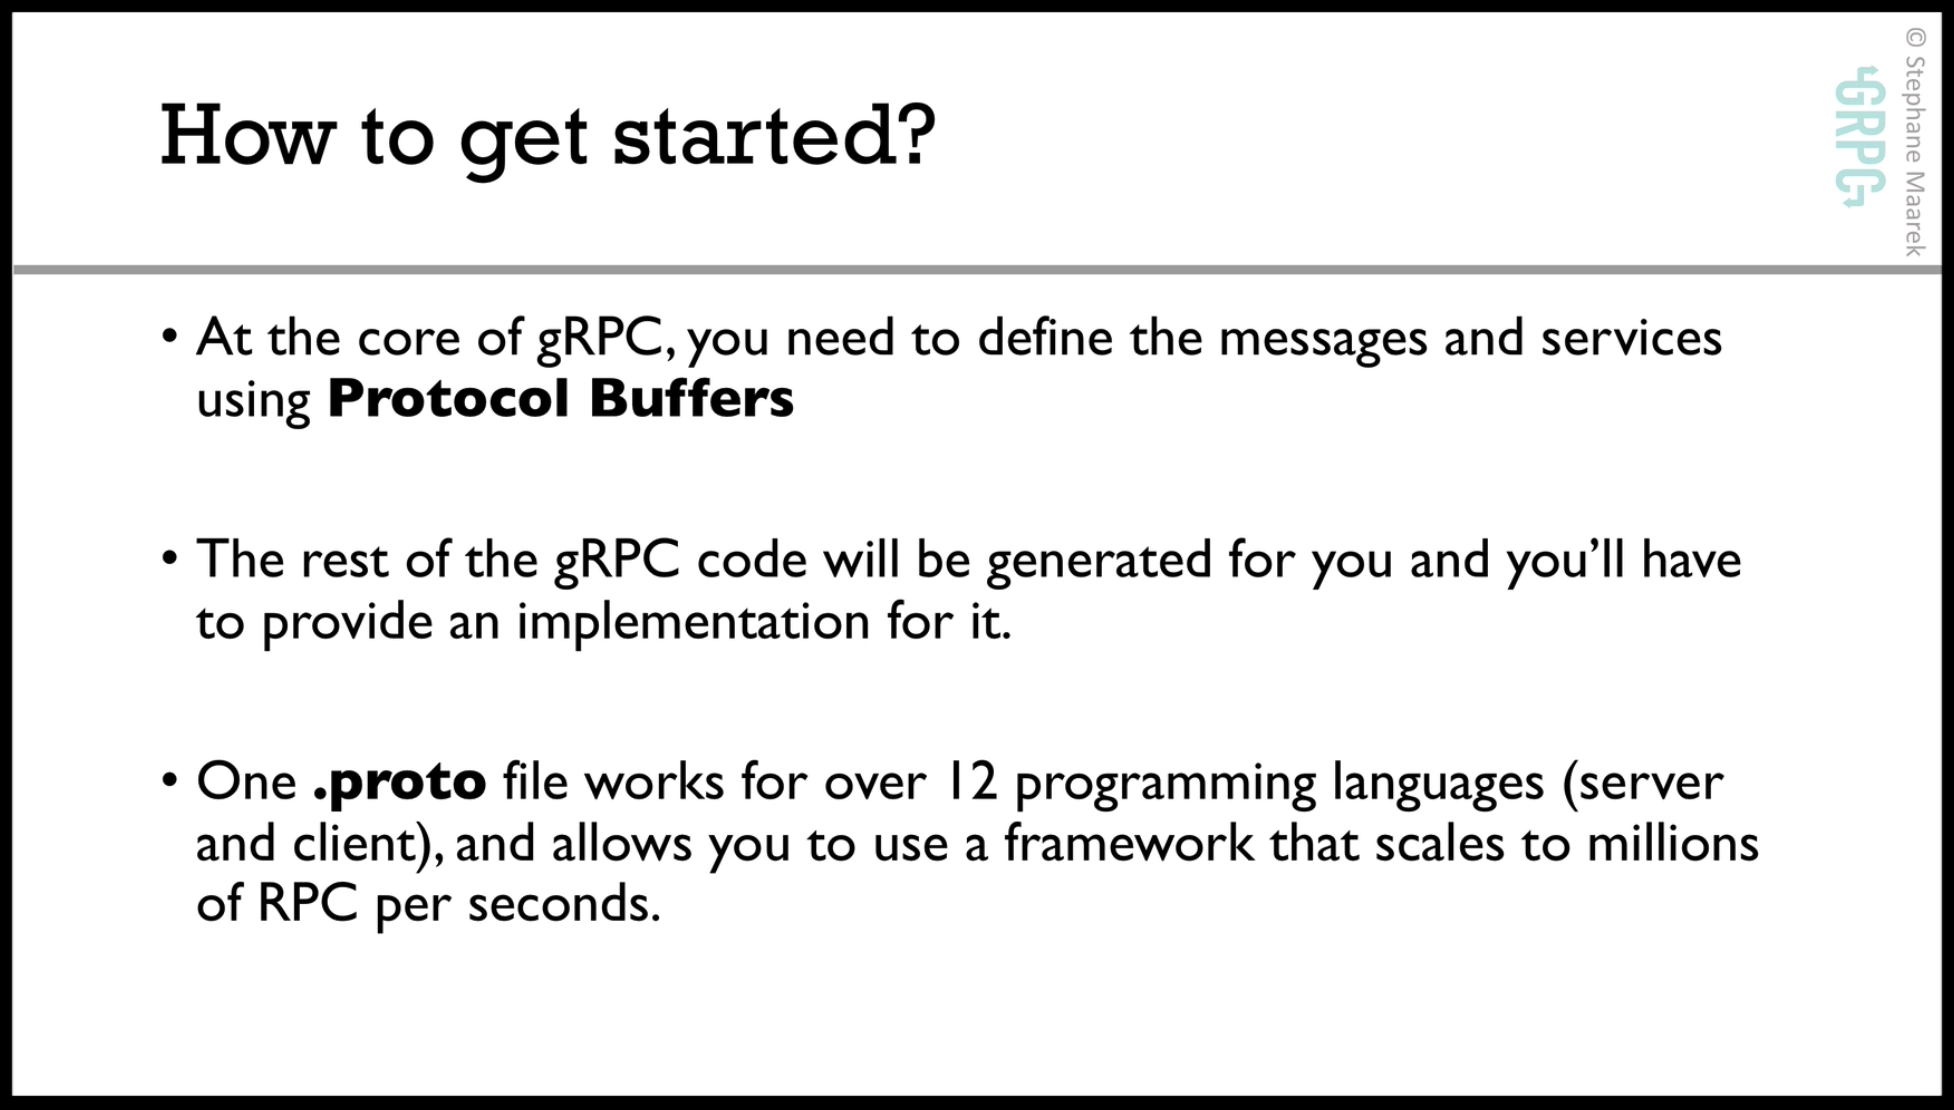 How to get started?
GRPC
© Stephane Maarek
• At the core of gRPC, you need to define the messages and services
using Protocol Buffers
• The rest of the gRPC code will be generated for you and you’ll have
to provide an implementation for it.
• One .proto file works for over 12 programming languages (server
and client), and allows you to use a framework that scales to millions
of RPC per seconds.